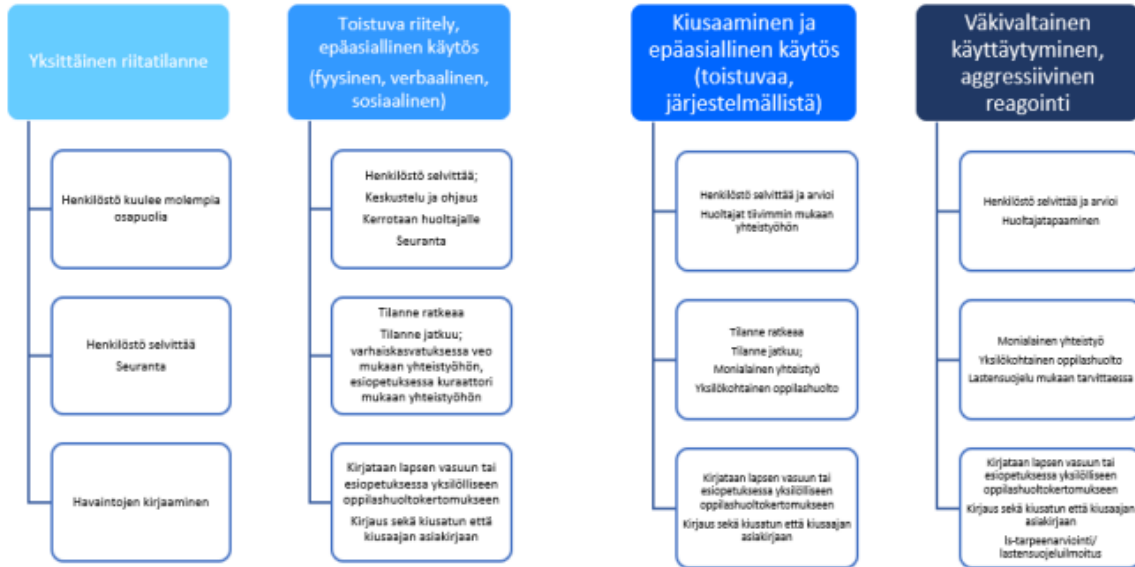 Yksittäinen riitatilanne
Henkilöstö kuulee molempia
osapuolia
Henkilöstö selvittää
Seuranta
Havaintojen kirjaaminen
Toistuva riitely,
epäasiallinen käytös
(fyysinen, verbaalinen,
sosiaalinen)
Henkilöstö selvittää;
Keskustelu ja ohjaus
Kerrotaan huoltajalle
Seuranta
Tilanne ratkeaa
Tilanne jatkuu;
varhaiskasvatuksessa veo
mukaan yhteistyöhön,
esiopetuksessa kuraattori
mukaan yhteistyöhön
Kirjataan lapsen vasuun tai
esiopetuksessa yksilölliseen
oppilashuoltokertomukseen
Kirjaus sekä kiusatun että
kiusaajan asiakirjaan
Kiusaaminen ja
epäasiallinen käytös
(toistuvaa,
järjestelmällistä)
Henkilöstö selvittää ja arvioi
Huoltajat tiivimmin mukaan
yhteistyöhön
Tilanne ratkeaa
Tilanne jatkuu;
Monialainen yhteistyö
Yksilökohtainen oppilashuolto
Kirjataan lapsen vasuun tai
esiopetuksessa yksilölliseen
oppilashuoltokertomukseen
Kirjaus sekä kiusatun että kiusaajan
asiakirjaan
Väkivaltainen
käyttäytyminen,
aggressiivinen
reagointi
Henkilöstö selvittää ja arvioi
Huoltajatapaaminen
Monialainen yhteistyö
Yksilökohtainen oppilashuolto
Lastensuojelu mukaan tarvittaessa
Kirjataan lapsen vasuun tai
esiopetuksessa yksilölliseen
oppilashuoltokertomukseen
Kirjaus sekä kiusatun että kiusaajan
asiakirjaan
ls-tarpeenarviointi/
lastensuojeluilmoitus